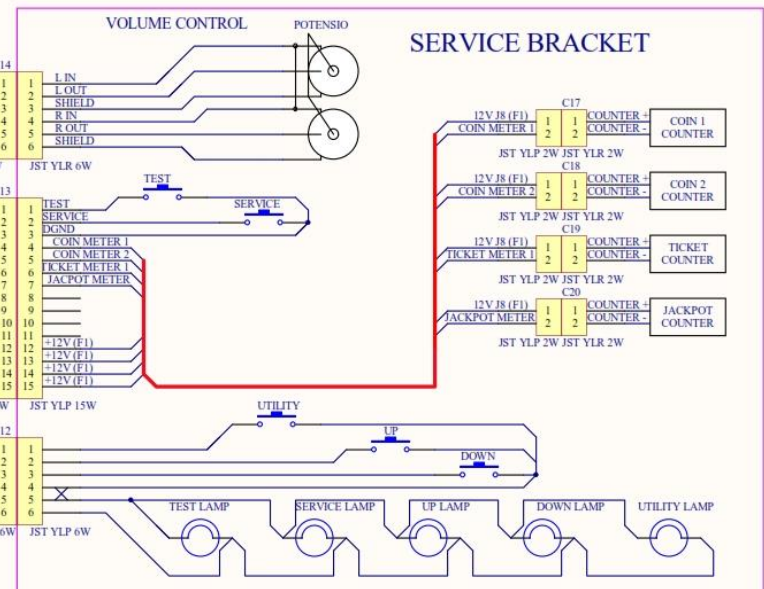 VOLUME CONTROL
POTENSIO
SERVICE BRACKET
14
1 1 L IN
2 2 L OUT
3 3 SHIELD
4 4 R IN
5 5 R OUT
6 6 SHIELD
JST YLR 6W
C17
12V J8 (F1) 1 1 COUNTER +
COIN METER 1 2 2 COUNTER -
COIN 1
COUNTER
JST YLP 2W JST YLR 2W
C18
12V J8 (F1) 1 1 COUNTER +
COIN METER 2 2 2 COUNTER -
COIN 2
COUNTER
JST YLP 2W JST YLR 2W
C19
12V J8 (F1) 1 1 COUNTER +
TICKET METER 1 2 2 COUNTER -
TICKET
COUNTER
JST YLP 2W JST YLR 2W
C20
12V J8 (F1) 1 1 COUNTER +
JACKPOT METER 2 2 COUNTER -
JACKPOT
COUNTER
JST YLP 2W JST YLR 2W
13
TEST
SERVICE
1 1 TEST
2 2 SERVICE
3 3 DGND
4 4 COIN METER 1
5 5 COIN METER 2
6 6 TICKET METER 1
7 7 JACPOT METER
8 8
9 9
10 10
11 11
12 12 +12V (F1)
13 13 +12V (F1)
14 14 +12V (F1)
15 15 +12V (F1)
W JST YLP 15W
12
UTILITY
UP
DOWN
1 1
2 2
3 3
4 4
5 5
6 6
6W JST YLP 6W
TEST LAMP SERVICE LAMP UP LAMP DOWN LAMP UTILITY LAMP